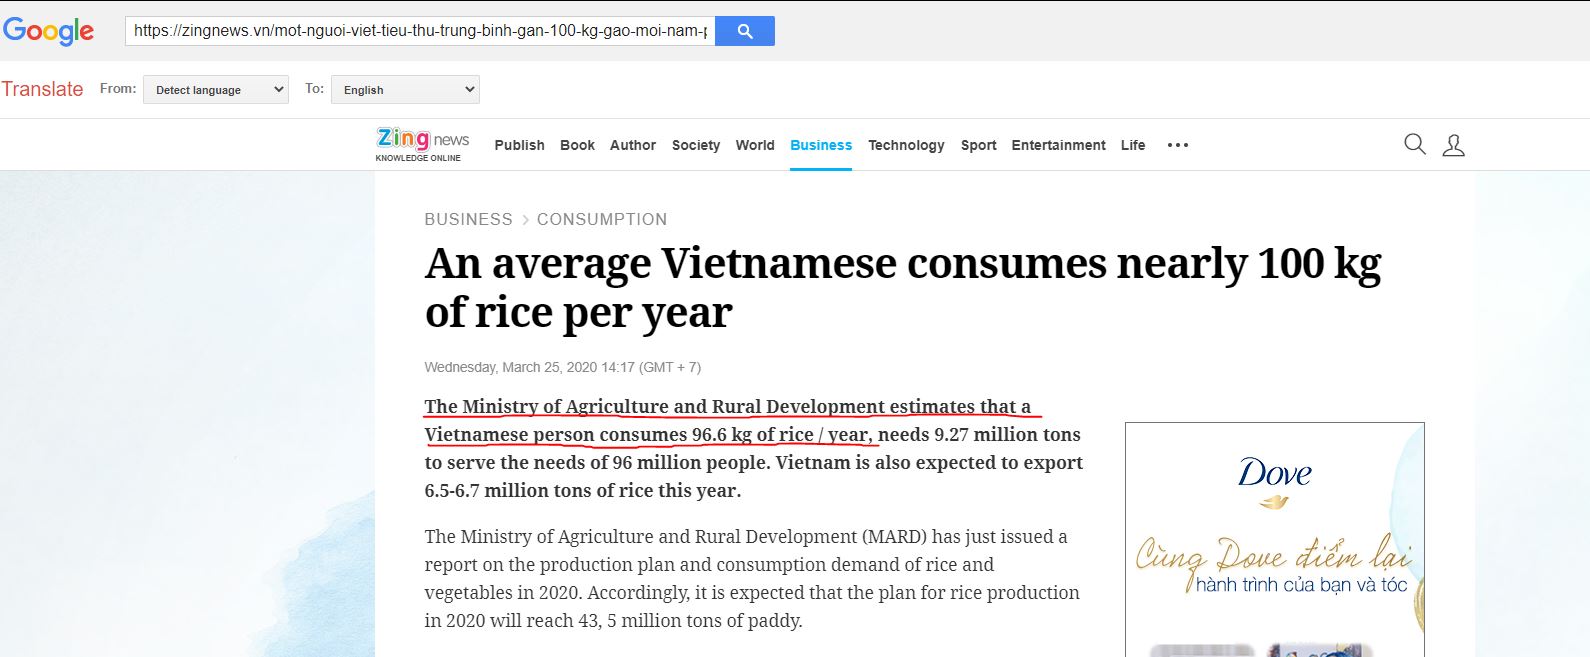 Google
https://zingnews.vn/mot-nguoi-viet-tieu-thu-trung-binh-gan-100-kg-gao-moi-nam-p
Translate From: Detect language To: English
Zing news
KNOWLEDGE ONLINE
Publish Book Author Society World Business Technology Sport Entertainment Life •••
BUSINESS > CONSUMPTION
An average Vietnamese consumes nearly 100 kg
of rice per year
Wednesday, March 25, 2020 14:17 (GMT + 7)
The Ministry of Agriculture and Rural Development estimates that a
Vietnamese person consumes 96.6 kg of rice / year, needs 9.27 million tons
to serve the needs of 96 million people. Vietnam is also expected to export
6.5-6.7 million tons of rice this year.
The Ministry of Agriculture and Rural Development (MARD) has just issued a
report on the production plan and consumption demand of rice and
vegetables in 2020. Accordingly, it is expected that the plan for rice production
in 2020 will reach 43, 5 million tons of paddy.
Dove
Cùng Dove điểm lại
hành trình của bạn và tóc